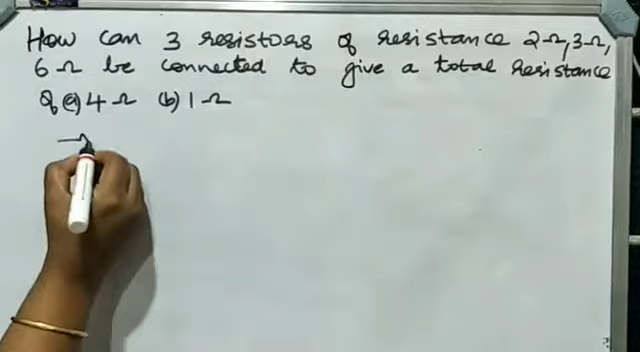 How can 3 resistors of resistance 2Ω, 3Ω,
6Ω be connected to give a total resistance
of (a) 4Ω (b) 1Ω